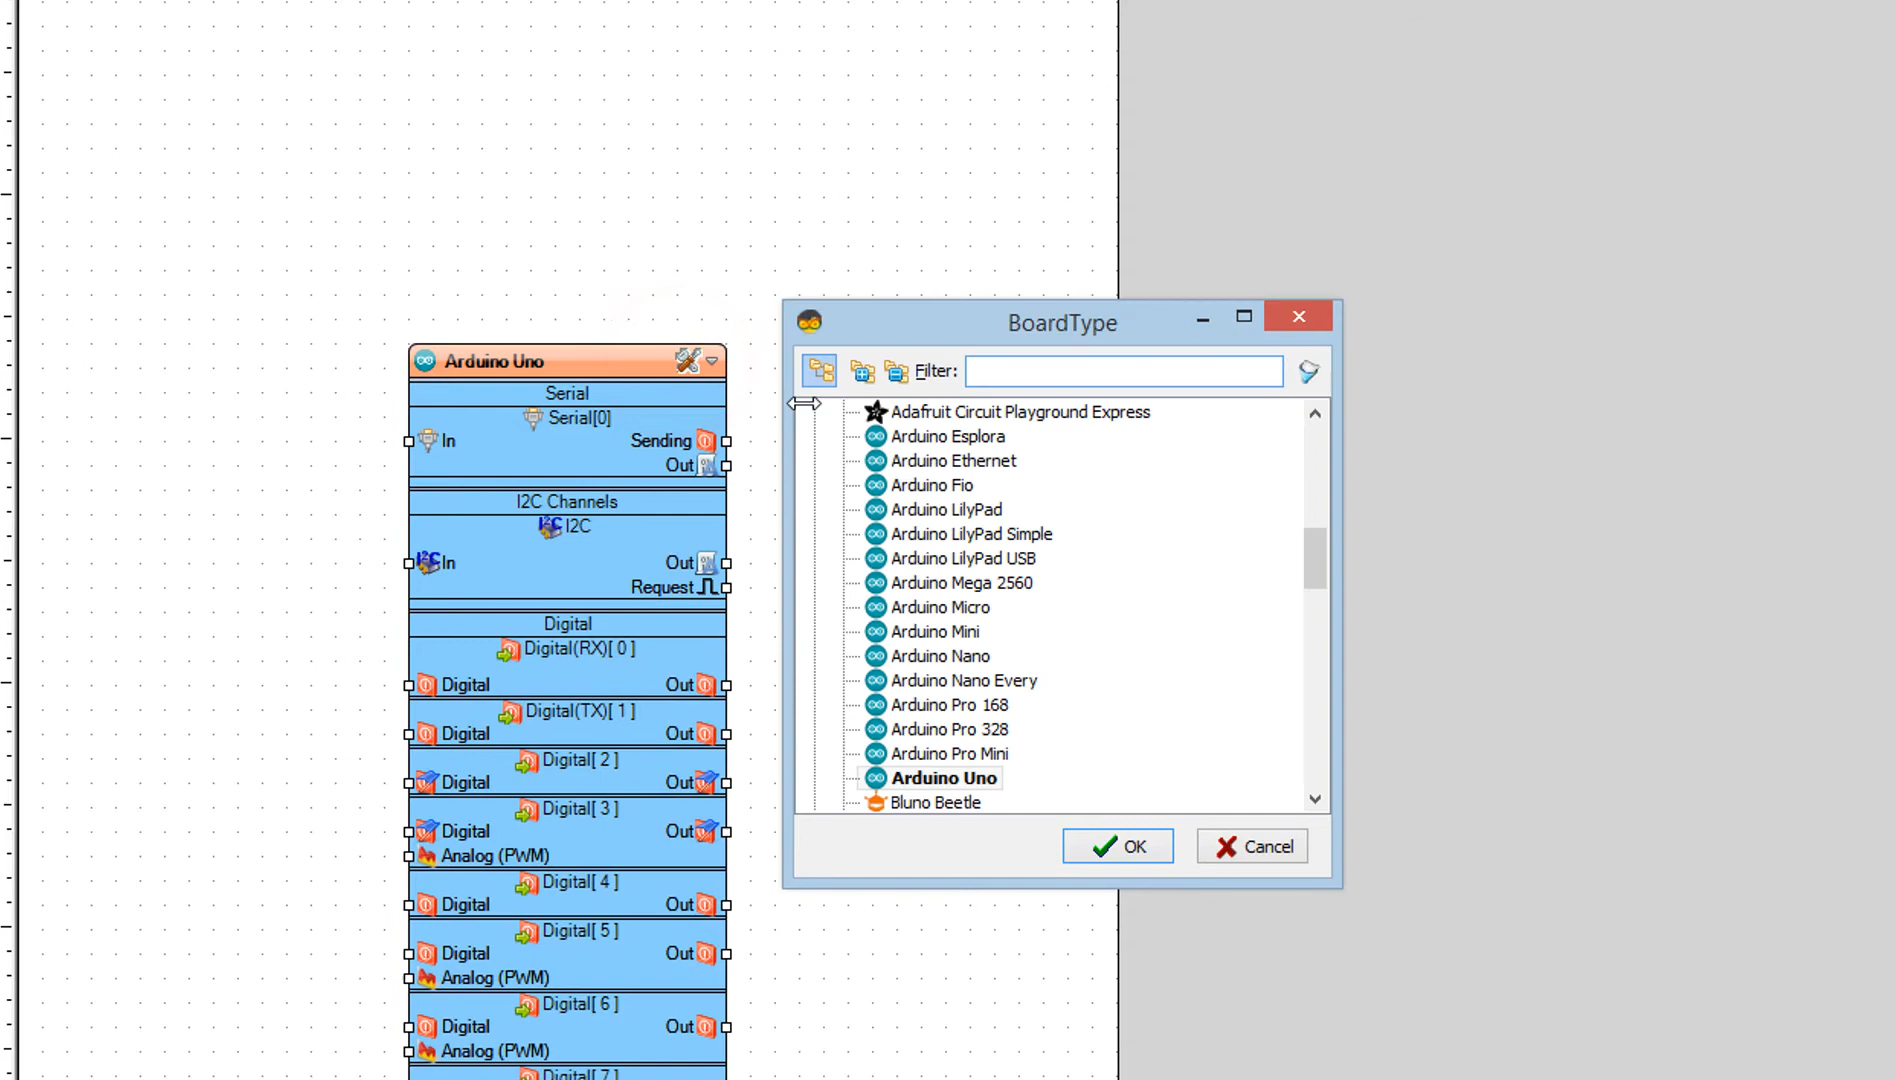 Arduino Uno
Serial
Serial[0]
In
Sending
Out
I2C Channels
I2C
I2C
In
Out
Request
Digital
Digital(RX)[ 0 ]
Digital
Out
Digital(TX)[ 1 ]
Digital
Out
Digital[ 2 ]
Digital
Out
Digital[ 3 ]
Digital
Out
Analog (PWM)
Digital[ 4 ]
Digital
Out
Digital[ 5 ]
Digital
Out
Analog (PWM)
Digital[ 6 ]
Digital
Out
Analog (PWM)
Digital[ 7 ]
BoardType
Filter:
Adafruit Circuit Playground Express
Arduino Esplora
Arduino Ethernet
Arduino Fio
Arduino LilyPad
Arduino LilyPad Simple
Arduino LilyPad USB
Arduino Mega 2560
Arduino Micro
Arduino Mini
Arduino Nano
Arduino Nano Every
Arduino Pro 168
Arduino Pro 328
Arduino Pro Mini
Arduino Uno
Bluno Beetle
OK
Cancel